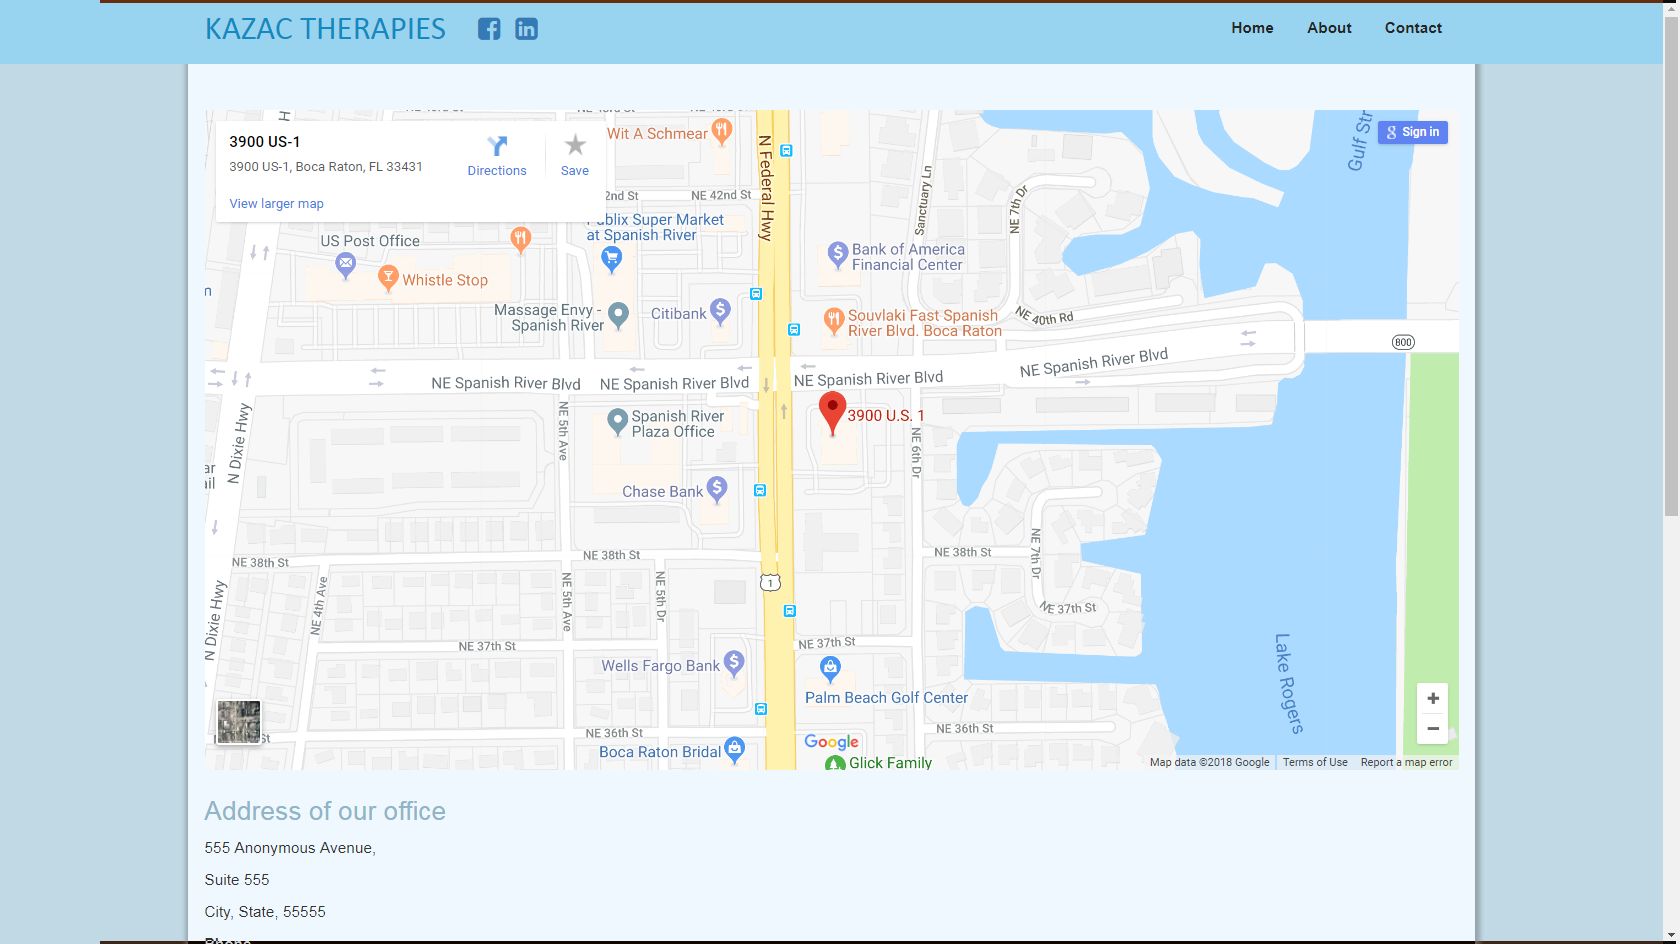 KAZAC THERAPIES
Home
About
Contact
3900 US-1
3900 US-1, Boca Raton, FL 33431
View larger map
Directions
Save
Sign in
Wit A Schmear
N Federal Hwy
Gulf Str
Sanctuary Ln
NE 7th Dr
2nd St
NE 42nd St
Publix Super Market
at Spanish River
US Post Office
Whistle Stop
Bank of America
Financial Center
Massage Envy -
Spanish River
Citibank
Souvlaki Fast Spanish
River Blvd. Boca Raton
NE 40th Rd
800
NE Spanish River Blvd
NE Spanish River Blvd
NE Spanish River Blvd
NE Spanish River Blvd
N Dixie Hwy
NE 5th Ave
Spanish River
Plaza Office
3900 U.S. 1
NE 6th Dr
Chase Bank
NE 38th St
NE 38th St
NE 38th St
NE 7th Dr
1
N Dixie Hwy
NE 4th Ave
NE 5th Ave
NE 5th Dr
NE 37th St
NE 37th St
NE 37th St
Wells Fargo Bank
Palm Beach Golf Center
Lake Rogers
NE 36th St
NE 36th St
Boca Raton Bridal
Google
Glick Family
Map data ©2018 Google
Terms of Use
Report a map error
Address of our office
555 Anonymous Avenue,
Suite 555
City, State, 55555
Phone